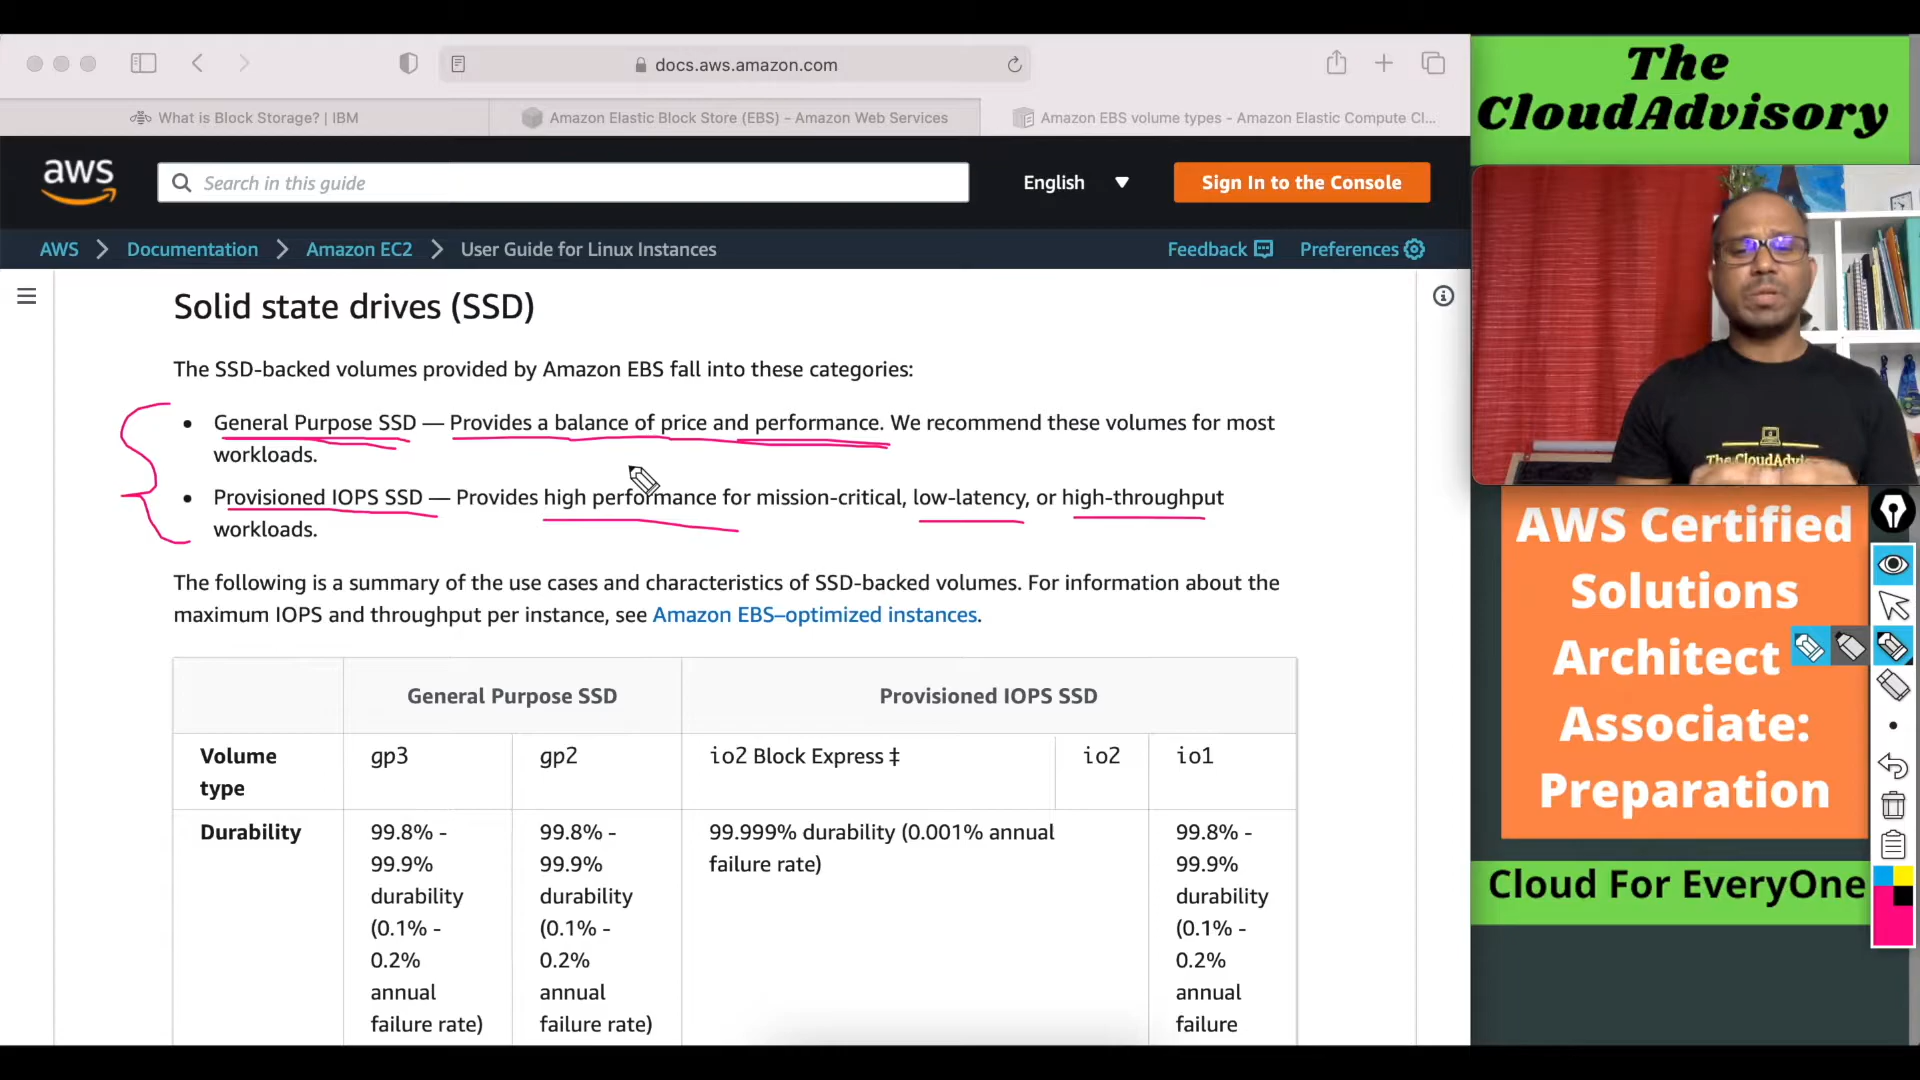 docs.aws.amazon.com
What is Block Storage? | IBM
Amazon Elastic Block Store (EBS) – Amazon Web Services
Amazon EBS volume types - Amazon Elastic Compute Cl...
aws
Search in this guide
English
Sign In to the Console
AWS
Documentation
Amazon EC2
User Guide for Linux Instances
Feedback
Preferences
Solid state drives (SSD)
The SSD-backed volumes provided by Amazon EBS fall into these categories:
• General Purpose SSD — Provides a balance of price and performance. We recommend these volumes for most
workloads.
• Provisioned IOPS SSD — Provides high performance for mission-critical, low-latency, or high-throughput
workloads.
The following is a summary of the use cases and characteristics of SSD-backed volumes. For information about the
maximum IOPS and throughput per instance, see Amazon EBS–optimized instances.
General Purpose SSD
Provisioned IOPS SSD
Volume
type
gp3
gp2
io2 Block Express ‡
io2
io1
Durability
99.8% -
99.9%
durability
(0.1% -
0.2%
annual
failure rate)
99.8% -
99.9%
durability
(0.1% -
0.2%
annual
failure rate)
99.999% durability (0.001% annual
failure rate)
99.8% -
99.9%
durability
(0.1% -
0.2%
annual
failure
The
CloudAdvisory
The CloudAdvi
AWS Certified
Solutions
Architect
Associate:
Preparation
Cloud For EveryOne